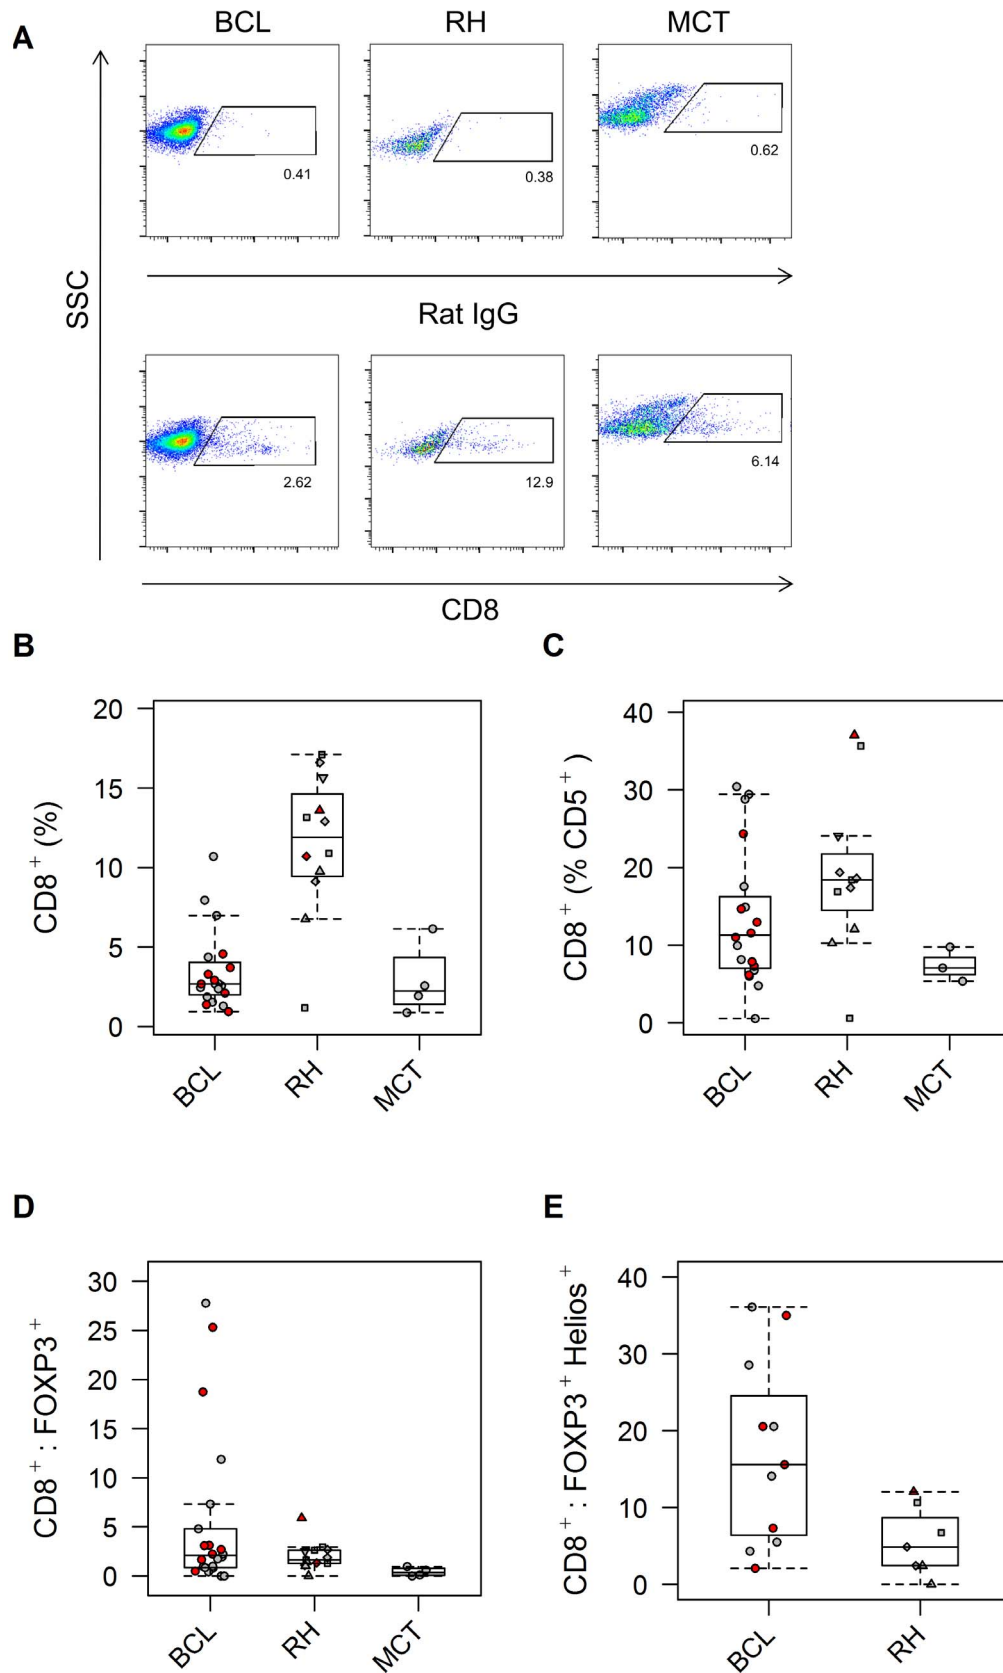 A
BCL RH MCT
SSC
0.41 0.38 0.62
Rat IgG
2.62 12.9 6.14
CD8
B
CD8⁺ (%)
20
15
10
5
0
BCL RH MCT
C
CD8⁺ (% CD5⁺)
40
30
20
10
0
BCL RH MCT
D
CD8⁺ : FOXP3⁺
30
25
20
15
10
5
0
BCL RH MCT
E
CD8⁺ : FOXP3⁺ Helios⁺
40
30
20
10
0
BCL RH